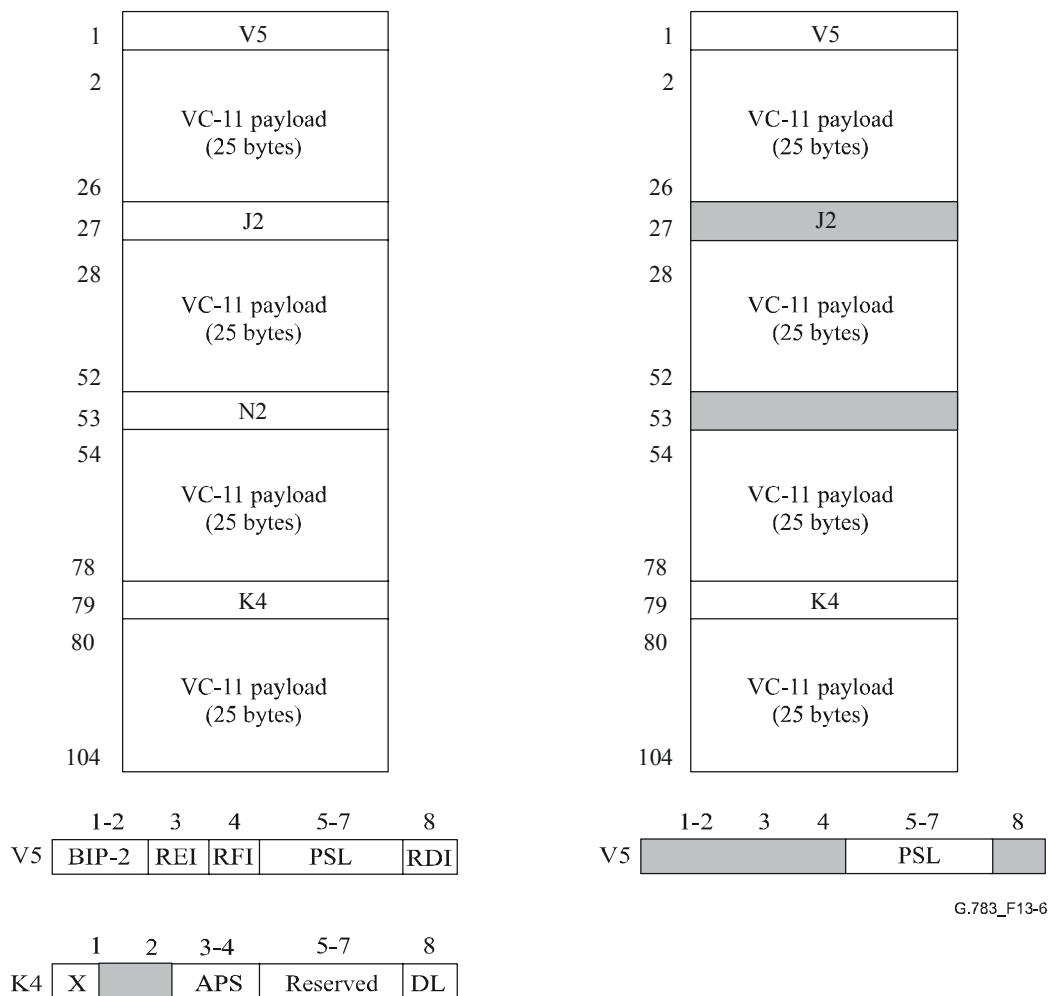 1 V5
2
VC-11 payload
(25 bytes)
26
27 J2
28
VC-11 payload
(25 bytes)
52
53 N2
54
VC-11 payload
(25 bytes)
78
79 K4
80
VC-11 payload
(25 bytes)
104
1-2 3 4 5-7 8
V5 BIP-2 REI RFI PSL RDI
1 2 3-4 5-7 8
K4 X APS Reserved DL
1 V5
2
VC-11 payload
(25 bytes)
26
27 J2
28
VC-11 payload
(25 bytes)
52
53
54
VC-11 payload
(25 bytes)
78
79 K4
80
VC-11 payload
(25 bytes)
104
1-2 3 4 5-7 8
V5 PSL
G.783_F13-6